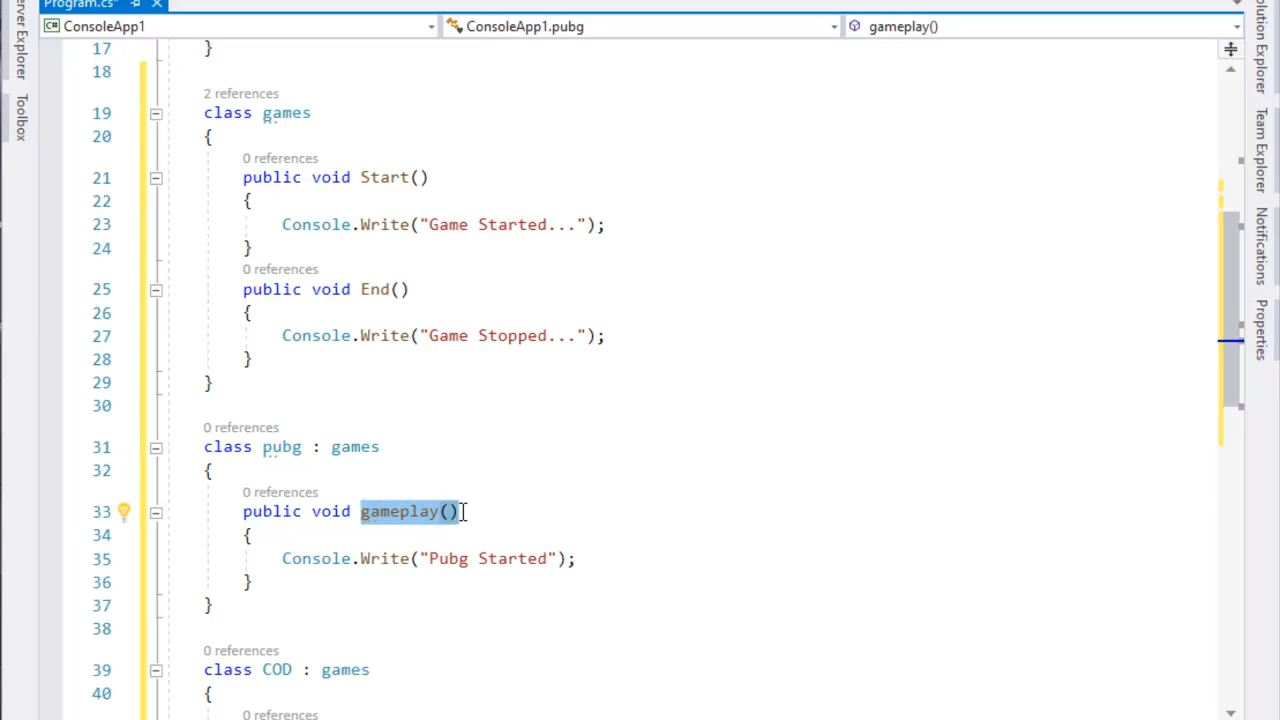 Program.cs*
ConsoleApp1
ConsoleApp1.pubg
gameplay()
Toolbox
Team Explorer
Notifications
Properties
17 }
18
2 references
19 class games
20 {
0 references
21 public void Start()
22 {
23 Console.Write("Game Started...");
24 }
0 references
25 public void End()
26 {
27 Console.Write("Game Stopped...");
28 }
29 }
30
0 references
31 class pubg : games
32 {
0 references
33 public void gameplay()
34 {
35 Console.Write("Pubg Started");
36 }
37 }
38
0 references
39 class COD : games
40 {
0 references